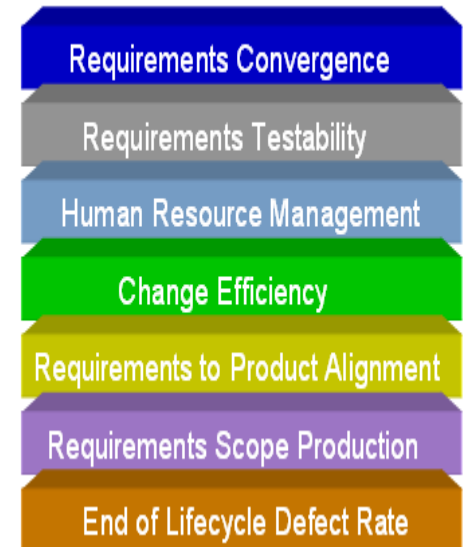 Requirements Convergence
Requirements Testability
Human Resource Management
Change Efficiency
Requirements to Product Alignment
Requirements Scope Production
End of Lifecycle Defect Rate